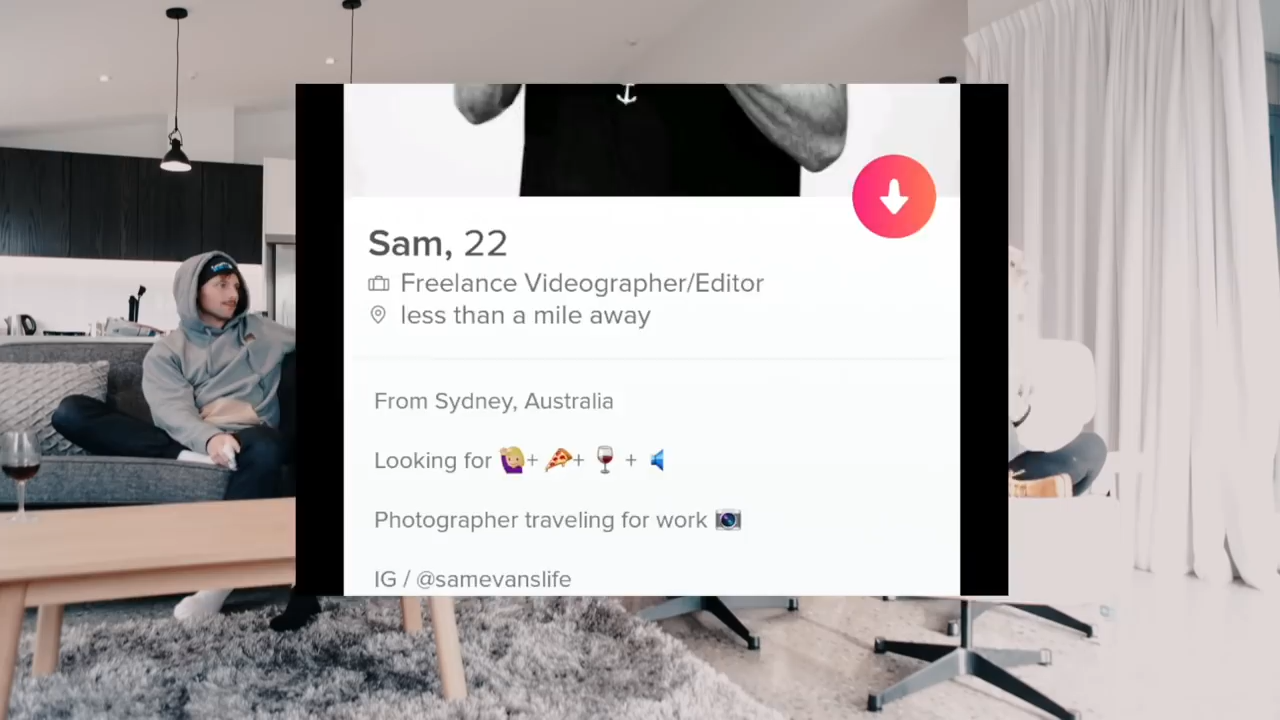 Sam, 22
Freelance Videographer/Editor
less than a mile away
From Sydney, Australia
Looking for 🙋🏼+ 🍕+ 🍷 + 🔈
Photographer traveling for work 📷
IG / @samevanslife